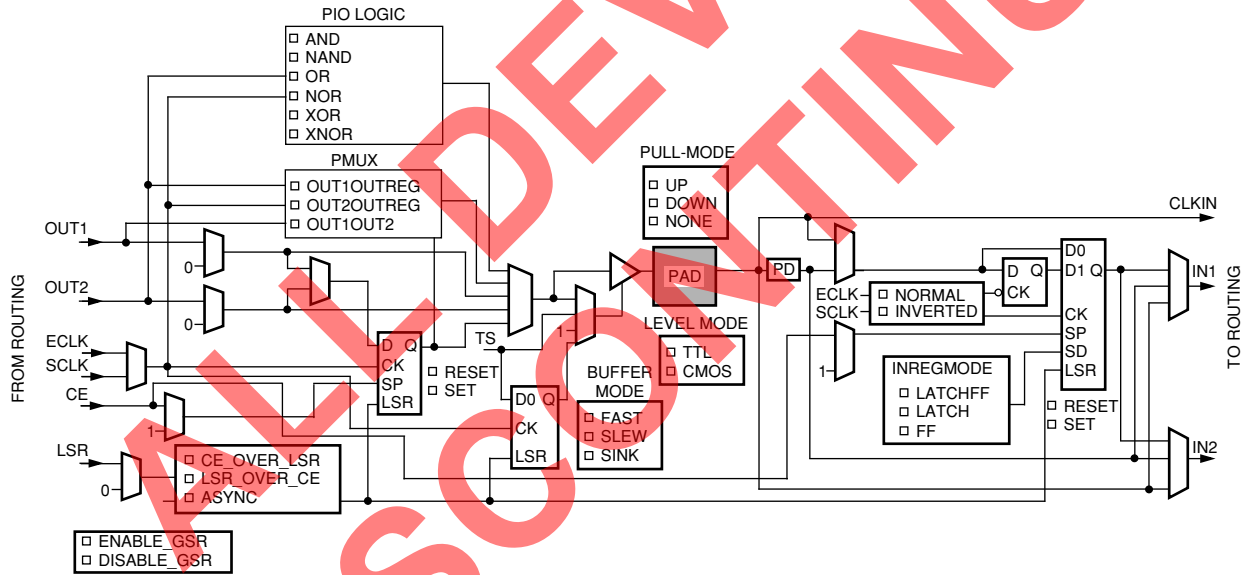 PIO LOGIC
AND
NAND
OR
NOR
XOR
XNOR
PMUX
OUT1OUTREG
OUT2OUTREG
OUT1OUT2
PULL-MODE
UP
DOWN
NONE
CLKIN
OUT1
0
OUT2
0
PAD
PD
D0
D1 Q
CK
SP
SD
LSR
D Q
CK
IN1
ECLK
SCLK
NORMAL
INVERTED
FROM ROUTING
TO ROUTING
ECLK
SCLK
CE
1
D Q
CK
SP
LSR
RESET
SET
TS
1
LEVEL MODE
TTL
CMOS
1
BUFFER
MODE
FAST
SLEW
SINK
D0 Q
CK
LSR
INREGMODE
LATCHFF
LATCH
FF
RESET
SET
IN2
LSR
0
CE_OVER_LSR
LSR_OVER_CE
ASYNC
ENABLE_GSR
DISABLE_GSR
ALL DEV
SCONTINU